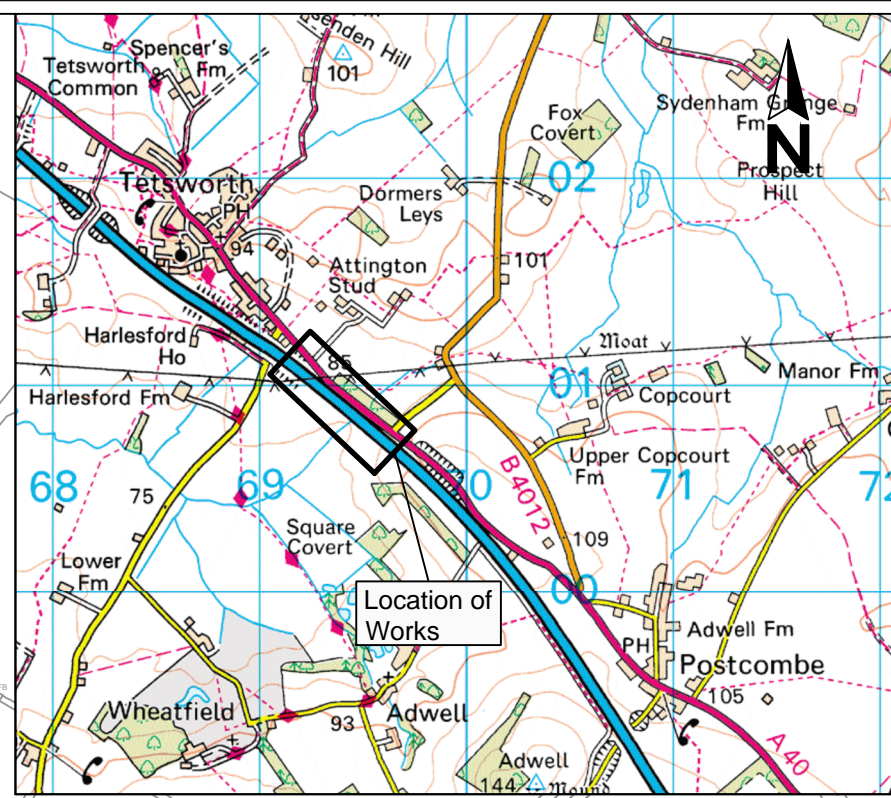 Spencer's
Fm
Tetsworth
Common
senden Hill
101
Fox
Covert
Sydenham Grange
Fm
N
02
Prospect
Hill
Tetsworth
PH
Dormers
Leys
94
101
Attington
Stud
Harlesford
Ho
85
Moat
01
Manor Fm
Copcourt
Harlesford Fm
B4012
Upper Copcourt
Fm
68
69
70
71
72
75
Square
Covert
109
Lower
Fm
00
Location of
Works
PH
Adwell Fm
Postcombe
105
Wheatfield
93
Adwell
A40
Adwell
144
Mound